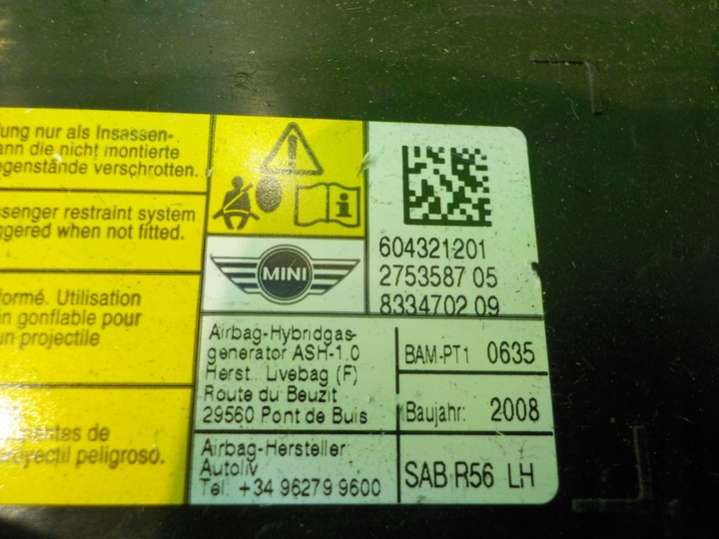 ung nur als Insassen-
ann die nicht montierte
egenstände verschrotten.
ssenger restraint system
ggered when not fitted.
formé. Utilisation
in gonflable pour
un projectile
de
proyectil peligroso.
MINI
604321201
2753587 05
8334702 09
Airbag-Hybridgas-
generator ASH-1.0
Herst. Livebag (F)
Route du Beuzit
29560 Pont de Buis
BAM-PT1 0635
Baujahr: 2008
Airbag-Hersteller
Autoliv
Tel. +34 96279 9600
SAB R56 LH